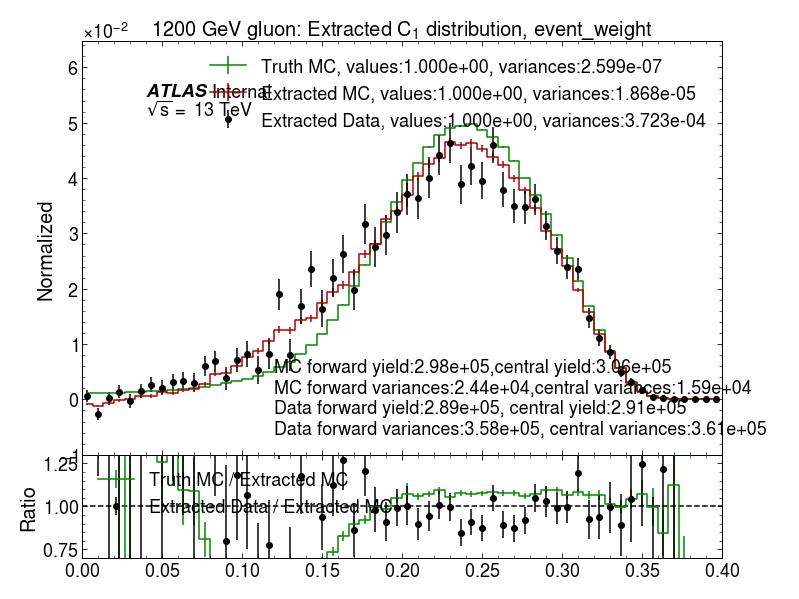 ×10⁻² 1200 GeV gluon: Extracted C₁ distribution, event_weight
Truth MC, values:1.000e+00, variances:2.599e-07
ATLAS Internal
Extracted MC, values:1.000e+00, variances:1.868e-05
√s = 13 TeV
Extracted Data, values:1.000e+00, variances:3.723e-04
6
5
4
3
2
1
0
Normalized
MC forward yield:2.98e+05,central yield:3.06e+05
MC forward variances:2.44e+04,central variances:1.59e+04
Data forward yield:2.89e+05, central yield:2.91e+05
Data forward variances:3.58e+05, central variances:3.61e+05
1.25
1.00
0.75
Ratio
Truth MC / Extracted MC
Extracted Data / Extracted MC
0.00 0.05 0.10 0.15 0.20 0.25 0.30 0.35 0.40